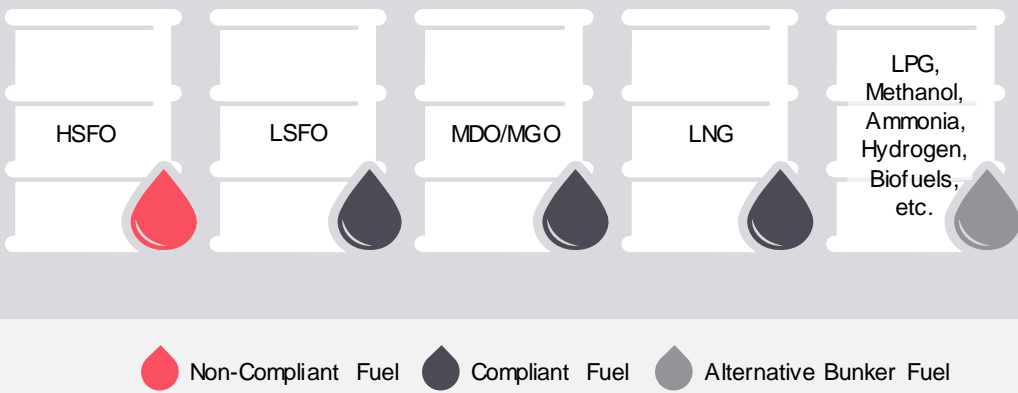 HSFO
LSFO
MDO/MGO
LNG
LPG,
Methanol,
Ammonia,
Hydrogen,
Biofuels,
etc.
Non-Compliant Fuel
Compliant Fuel
Alternative Bunker Fuel